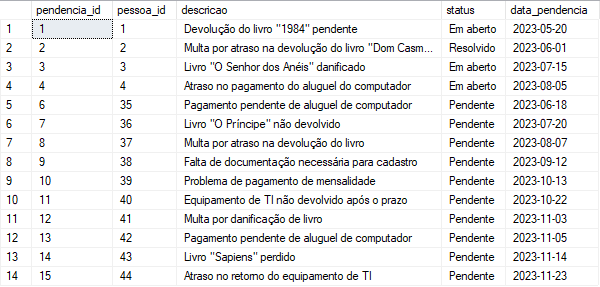 pendencia_id pessoa_id descricao status data_pendencia
1 1 1 Devolução do livro "1984" pendente Em aberto 2023-05-20
2 2 2 Multa por atraso na devolução do livro "Dom Casm... Resolvido 2023-06-01
3 3 3 Livro "O Senhor dos Anéis" danificado Em aberto 2023-07-15
4 4 4 Atraso no pagamento do aluguel do computador Em aberto 2023-08-05
5 6 35 Pagamento pendente de aluguel de computador Pendente 2023-06-18
6 7 36 Livro "O Príncipe" não devolvido Pendente 2023-07-20
7 8 37 Multa por atraso na devolução do livro Pendente 2023-08-07
8 9 38 Falta de documentação necessária para cadastro Pendente 2023-09-12
9 10 39 Problema de pagamento de mensalidade Pendente 2023-10-13
10 11 40 Equipamento de TI não devolvido após o prazo Pendente 2023-10-22
11 12 41 Multa por danificação de livro Pendente 2023-11-03
12 13 42 Pagamento pendente de aluguel de computador Pendente 2023-11-05
13 14 43 Livro "Sapiens" perdido Pendente 2023-11-14
14 15 44 Atraso no retorno do equipamento de TI Pendente 2023-11-23